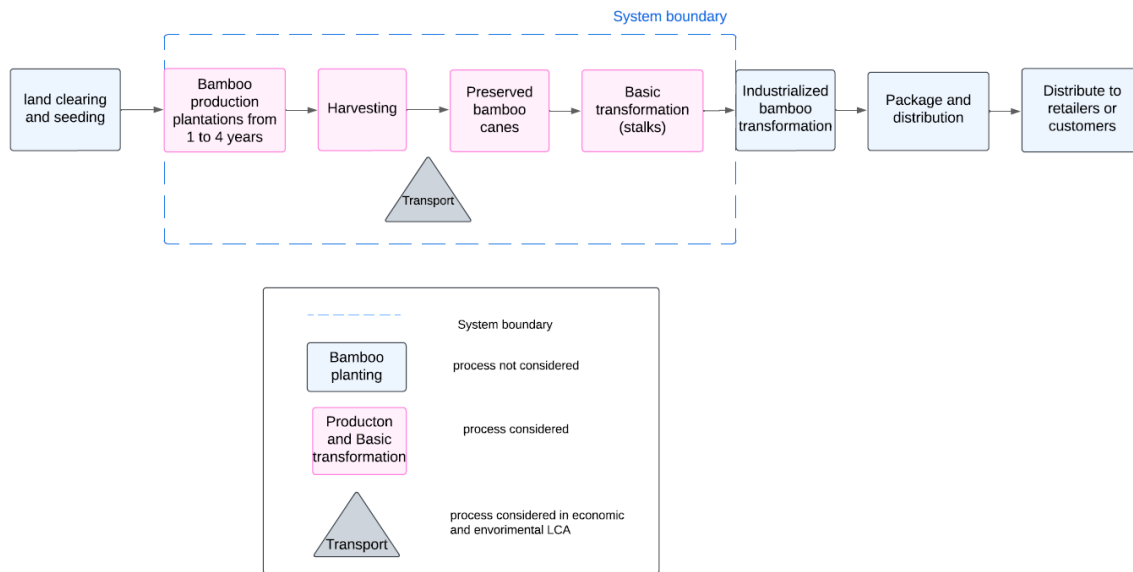 System boundary
land clearing
and seeding
Bamboo
production
plantations from
1 to 4 years
Harvesting
Preserved
bamboo
canes
Basic
transformation
(stalks)
Industrialized
bamboo
transformation
Package and
distribution
Distribute to
retailers or
customers
Transport
System boundary
Bamboo
planting
process not considered
Producton
and Basic
transformation
process considered
Transport
process considered in economic
and envorimental LCA